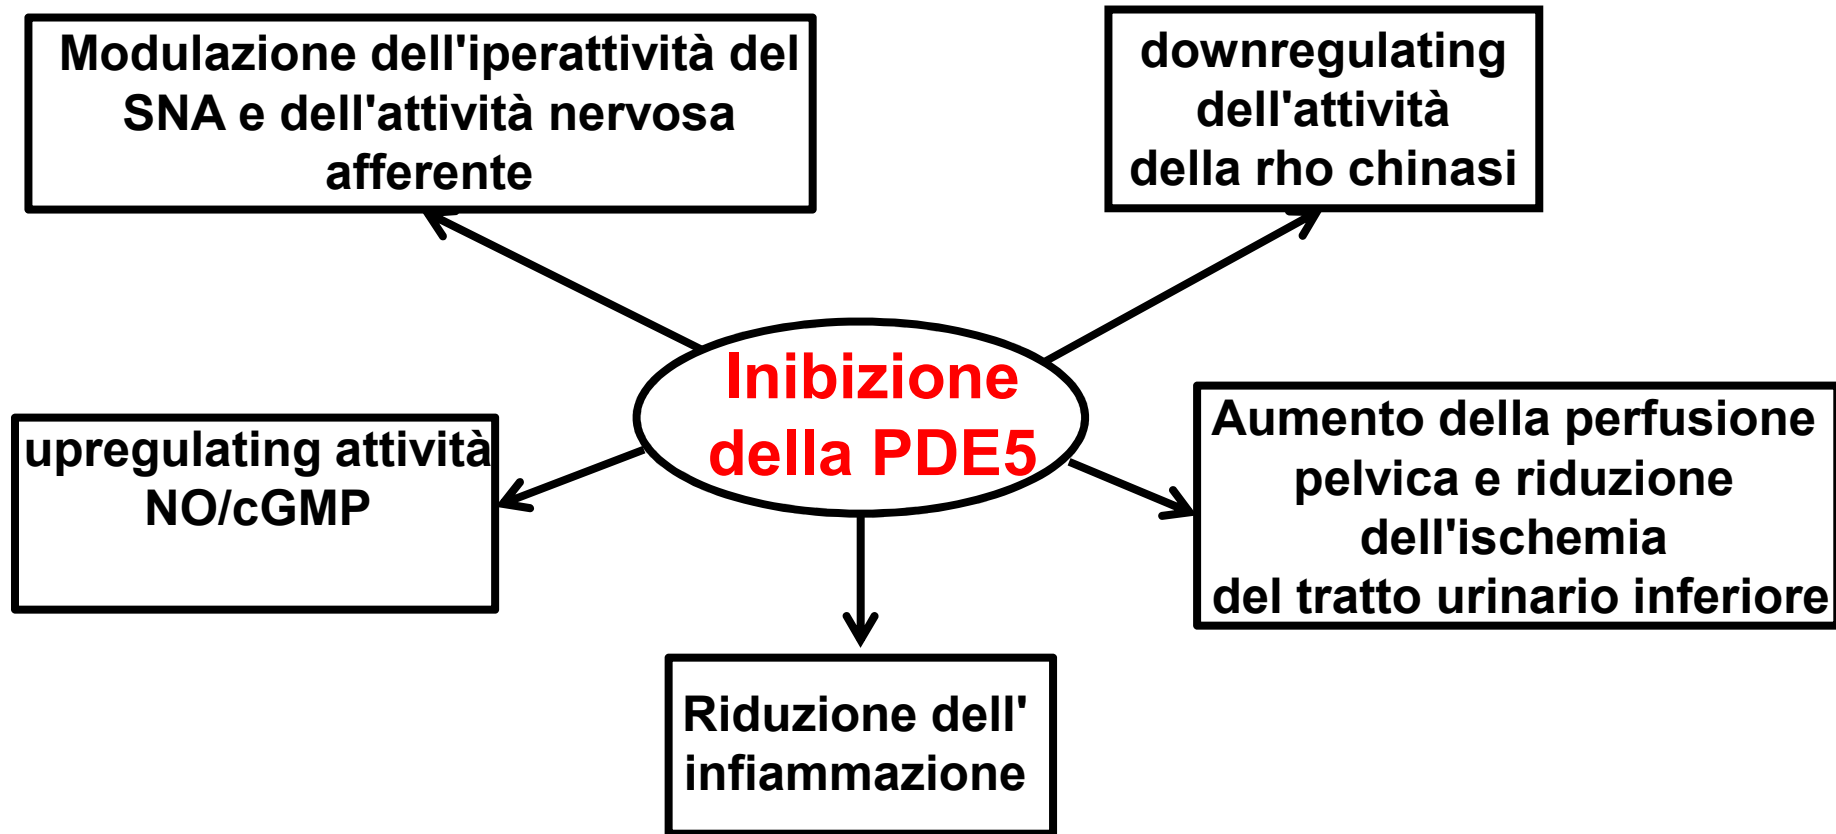 Modulazione dell'iperattività del
SNA e dell'attività nervosa
afferente
downregulating
dell'attività
della rho chinasi
Inibizione
della PDE5
upregulating attività
NO/cGMP
Aumento della perfusione
pelvica e riduzione
dell'ischemia
del tratto urinario inferiore
Riduzione dell'
infiammazione